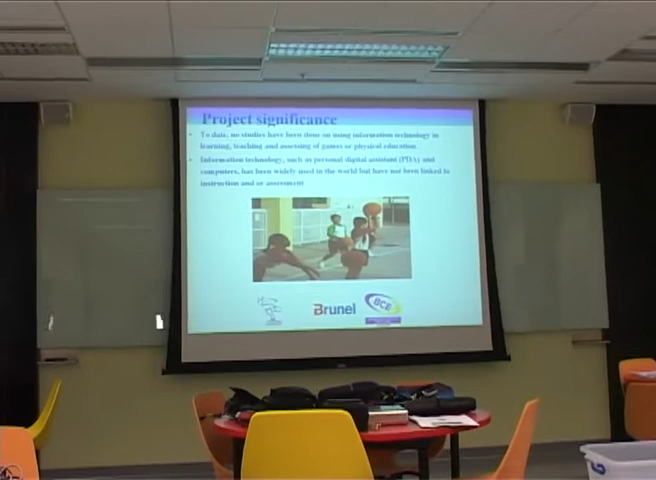 Project significance
• To date, no studies have been done on using information technology in
learning, teaching and assessing of games or physical education.
• Information technology, such as personal digital assistant (PDA) and
computers, has been widely used in the world but have not been linked to
instruction and or assessment
Brunel
BCE